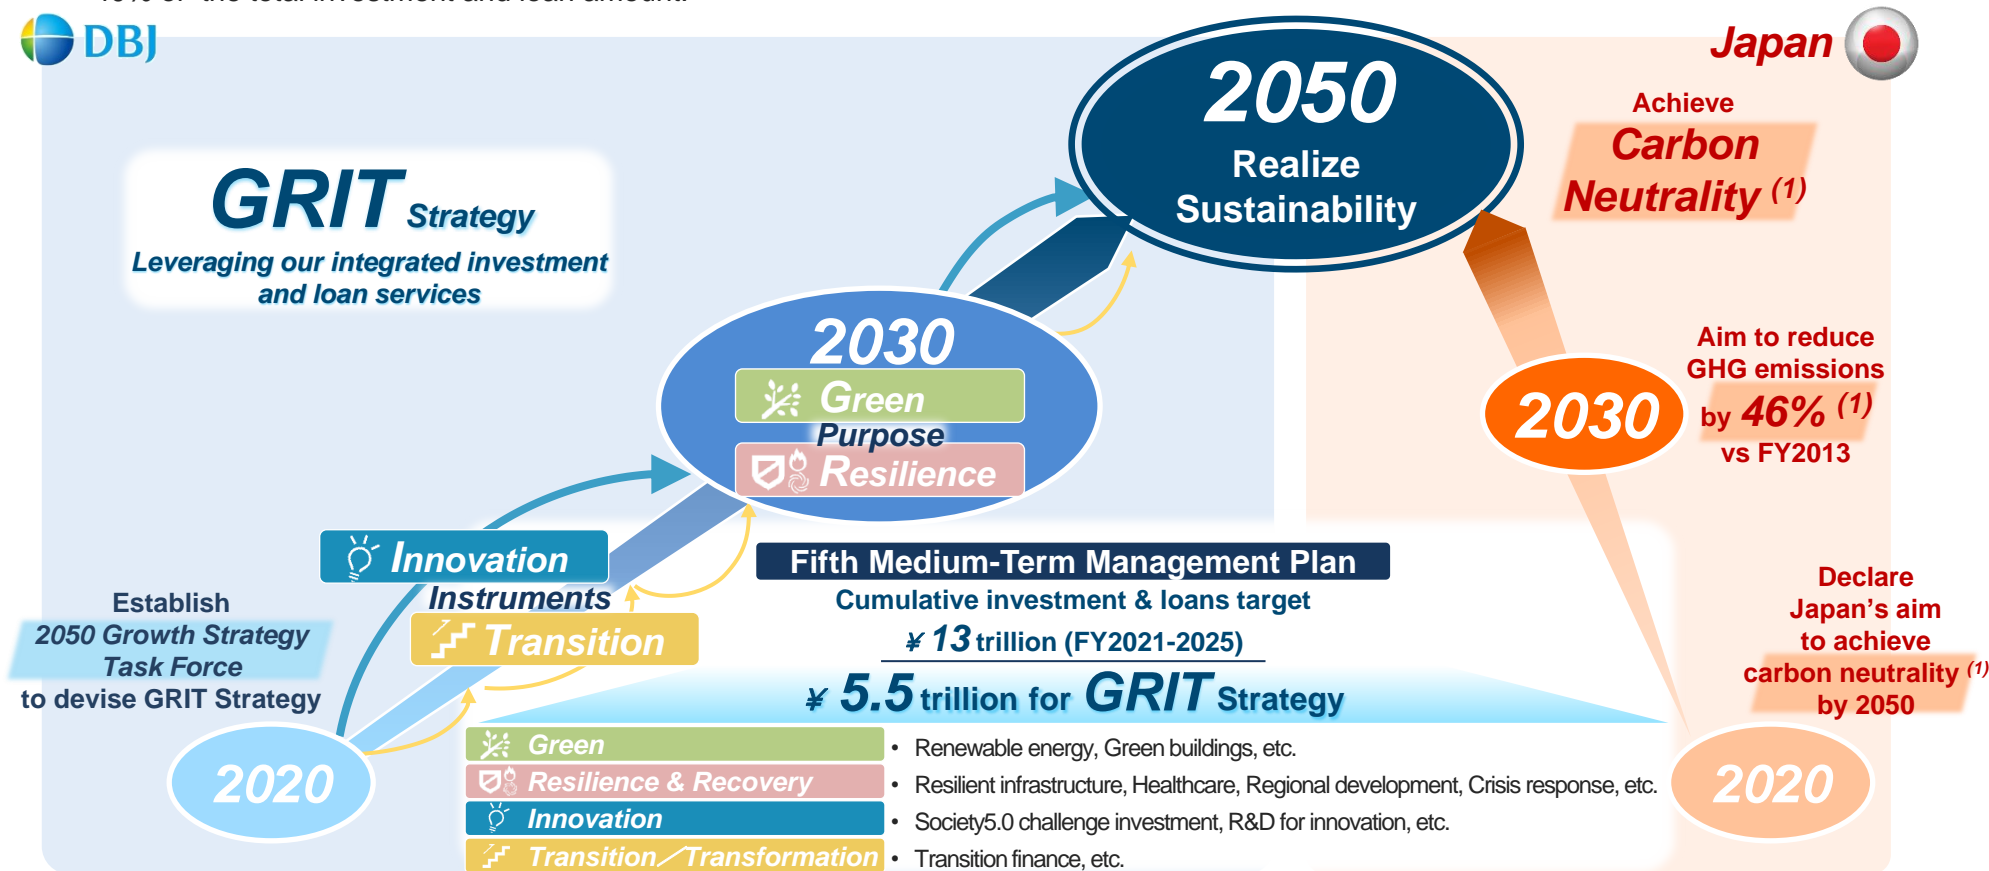 DBJ
Japan
GRIT Strategy
Leveraging our integrated investment
and loan services
2050
Realize
Sustainability
Achieve
Carbon
Neutrality (1)
2030
Green
Purpose
Resilience
2030
Aim to reduce
GHG emissions
by 46% (1)
vs FY2013
Innovation
Instruments
Transition
Establish
2050 Growth Strategy
Task Force
to devise GRIT Strategy
2020
Fifth Medium-Term Management Plan
Cumulative investment & loans target
¥ 13 trillion (FY2021-2025)
¥ 5.5 trillion for GRIT Strategy
Green
• Renewable energy, Green buildings, etc.
Resilience & Recovery
• Resilient infrastructure, Healthcare, Regional development, Crisis response, etc.
Innovation
• Society5.0 challenge investment, R&D for innovation, etc.
Transition／Transformation
• Transition finance, etc.
Declare
Japan's aim
to achieve
carbon neutrality (1)
by 2050
2020